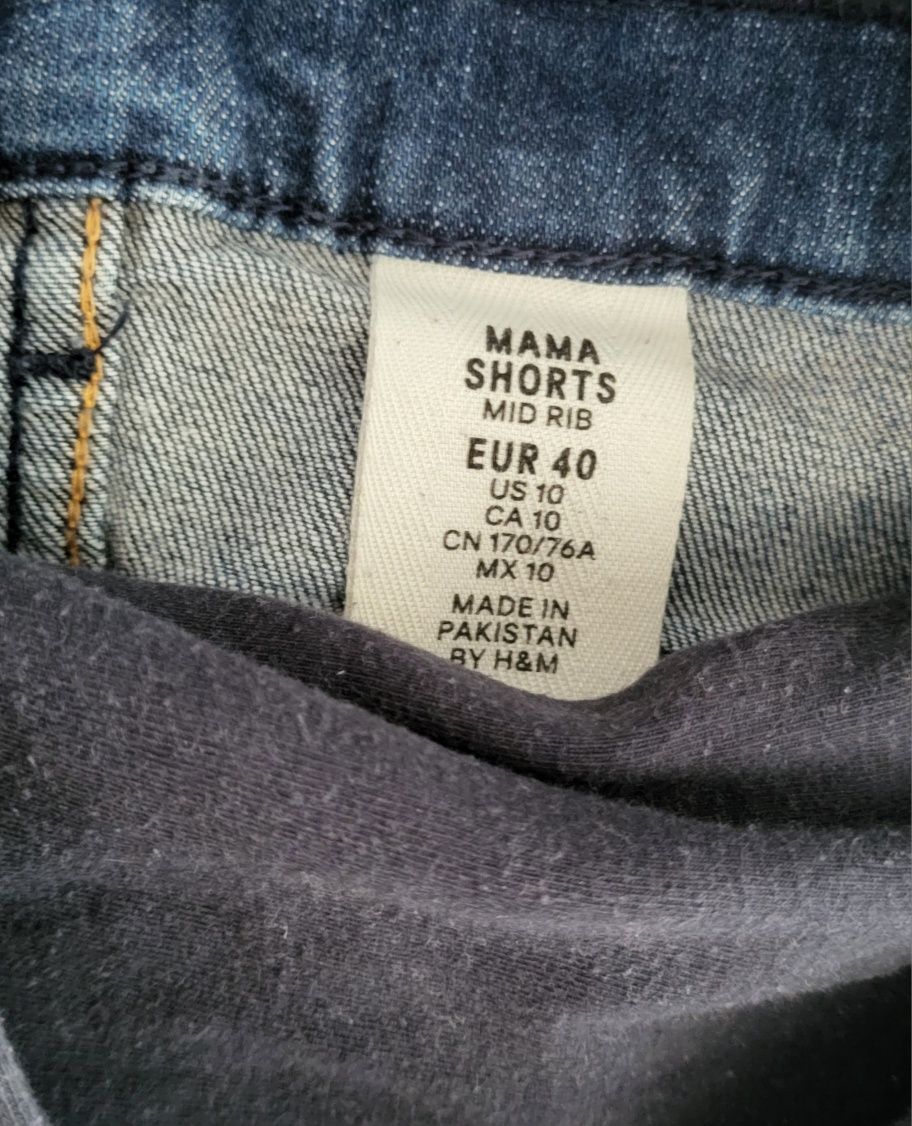 MAMA
SHORTS
MID RIB
EUR 40
US 10
CA 10
CN 170/76A
MX 10
MADE IN
PAKISTAN
BY H&M